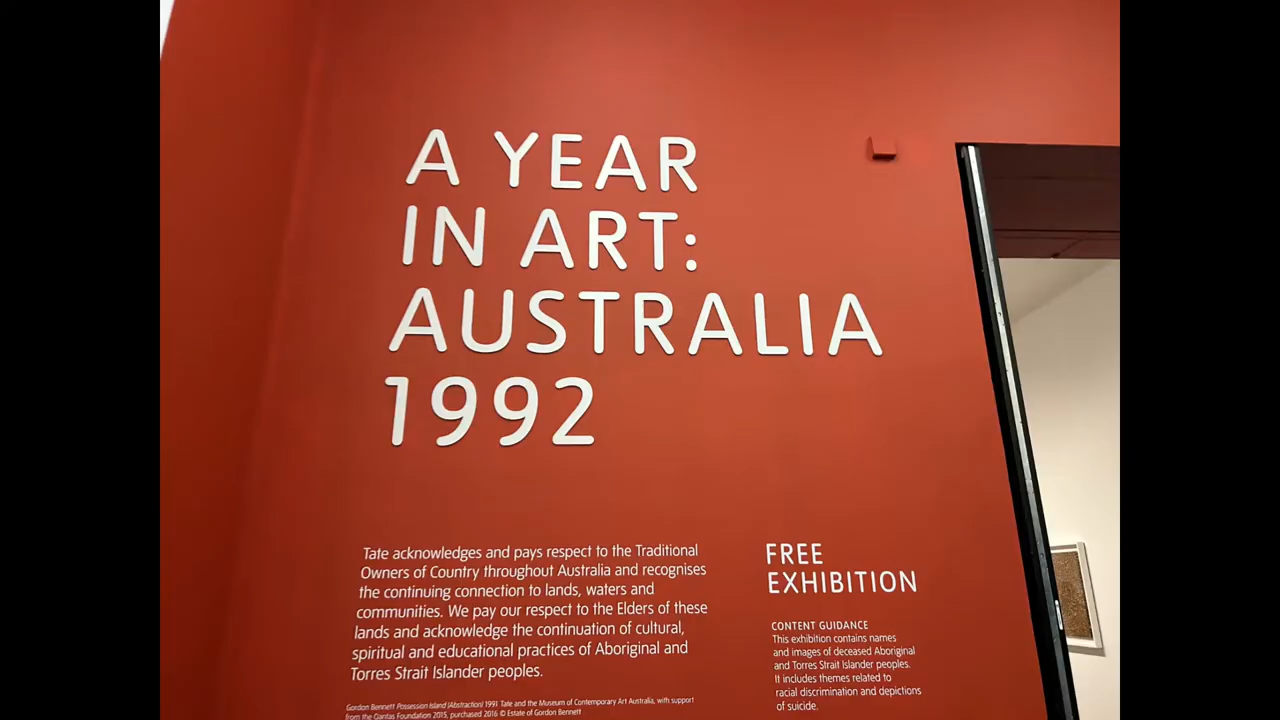 A YEAR
IN ART:
AUSTRALIA
1992
Tate acknowledges and pays respect to the Traditional
Owners of Country throughout Australia and recognises
the continuing connection to lands, waters and
communities. We pay our respect to the Elders of these
lands and acknowledge the continuation of cultural,
spiritual and educational practices of Aboriginal and
Torres Strait Islander peoples.
Gordon Bennett Possession Island (Abstraction) 1991 Tate and the Museum of Contemporary Art Australia, with support
from the Qantas Foundation 2015, purchased 2016 © Estate of Gordon Bennett
FREE
EXHIBITION
CONTENT GUIDANCE
This exhibition contains names
and images of deceased Aboriginal
and Torres Strait Islander peoples.
It includes themes related to
racial discrimination and depictions
of suicide.